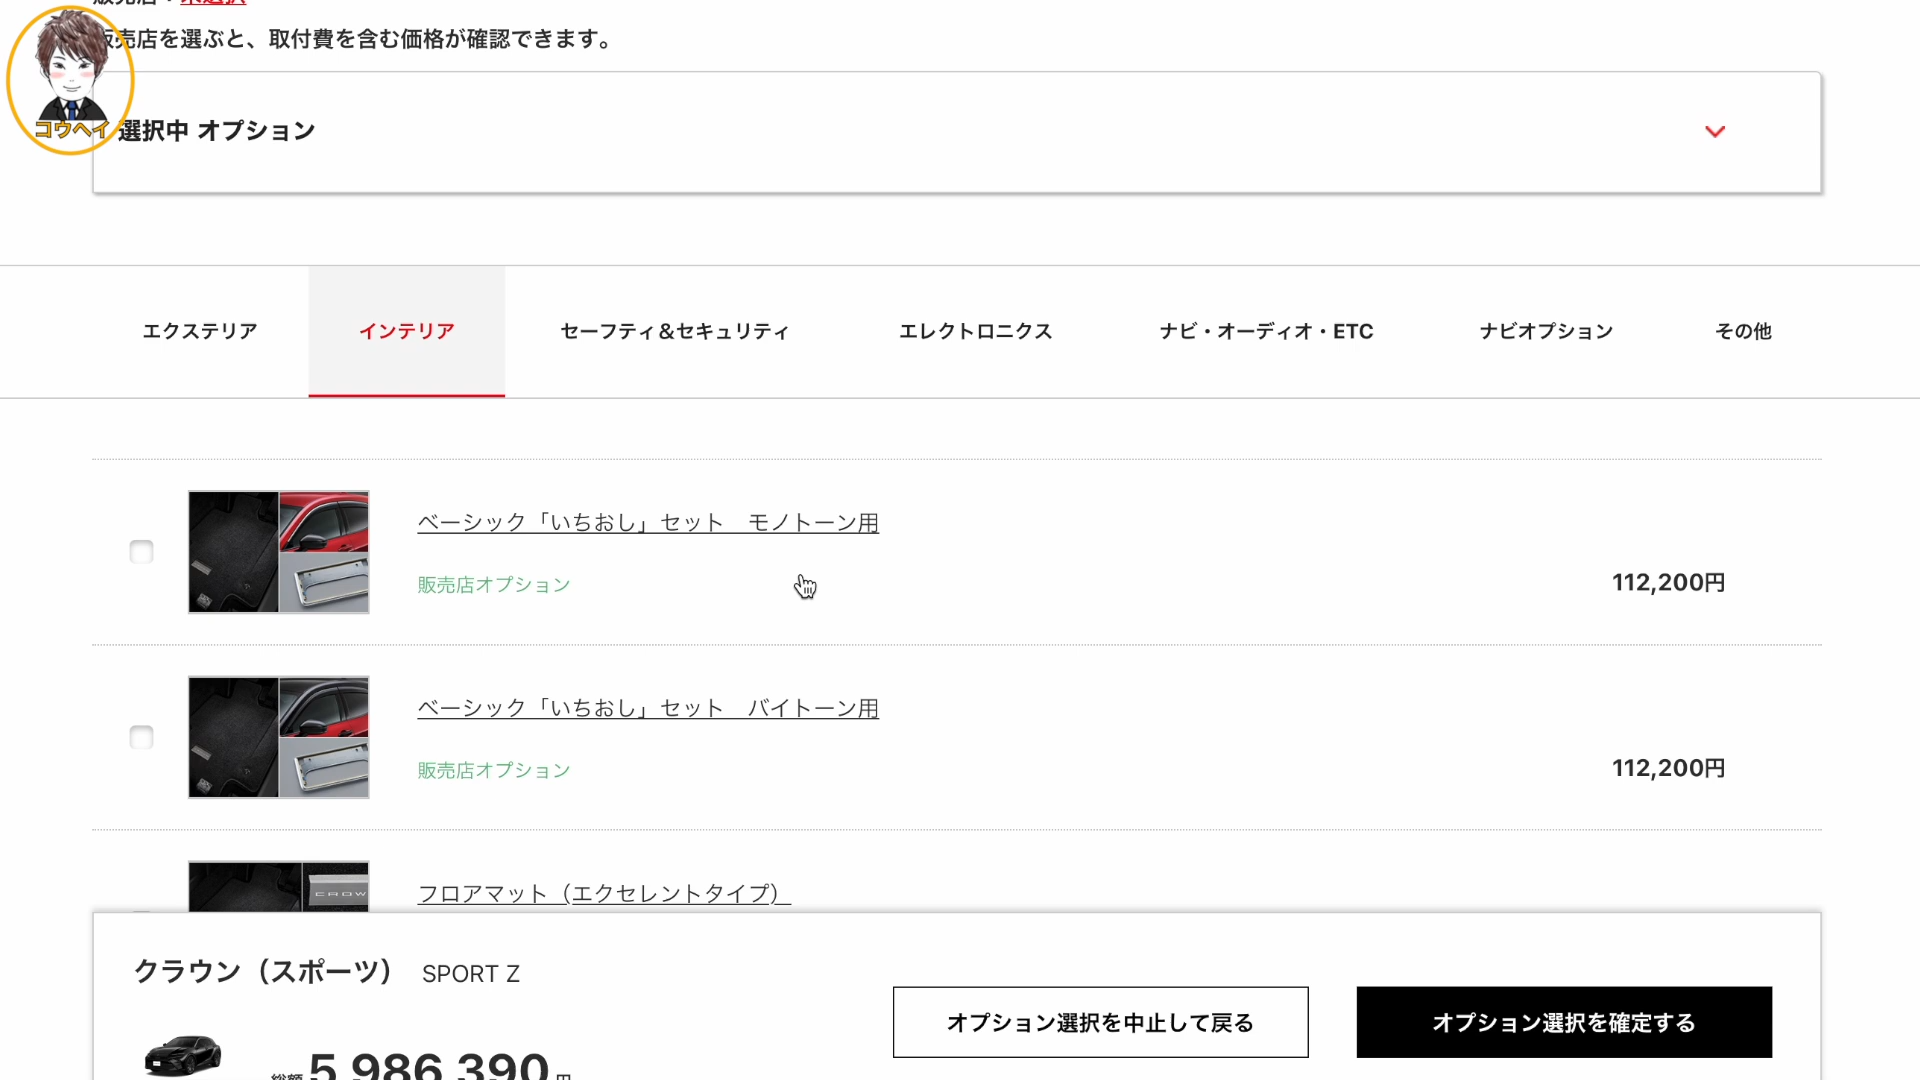 販売店：未選択
販売店を選ぶと、取付費を含む価格が確認できます。
コウヘイ
選択中 オプション
エクステリア
インテリア
セーフティ＆セキュリティ
エレクトロニクス
ナビ・オーディオ・ETC
ナビオプション
その他
ベーシック「いちおし」セット　モノトーン用
販売店オプション
112,200円
ベーシック「いちおし」セット　バイトーン用
販売店オプション
112,200円
フロアマット（エクセレントタイプ）
クラウン（スポーツ） SPORT Z
オプション選択を中止して戻る
オプション選択を確定する
総額 5,986,390 円